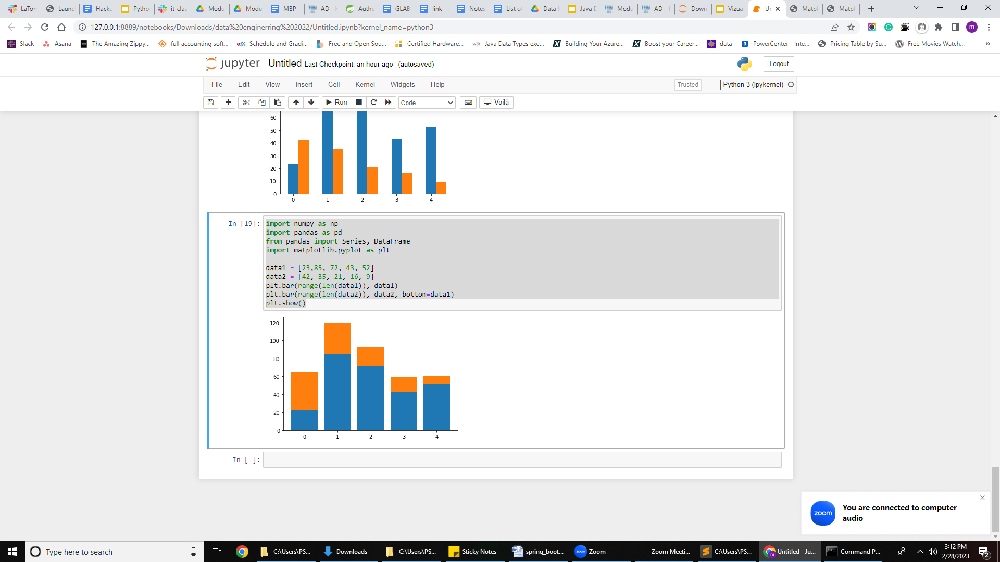 LaTon
Launc
Hacke
Pytho
it-clas
Modu
Modu
MBP -
AD - K
Autho
GLAB
link -
Notes
List of
Data E
Java D
Modu
AD - K
Down
Vizual
Un
Matpl
Matpl
127.0.0.1:8889/notebooks/Downloads/data%20enginerring%202022/Untitled.ipynb?kernel_name=python3
m
Slack
Asana
The Amazing Zippy...
full accounting soft...
edX Schedule and Gradi...
Free and Open Sou...
Certified Hardware...
w3r Java Data Types exe...
Building Your Azure...
Boost your Career...
data
PowerCenter - Inte...
Pricing Table by Su...
Free Movies Watch...
»
jupyter Untitled Last Checkpoint: an hour ago (autosaved)
Logout
File Edit View Insert Cell Kernel Widgets Help
Trusted
Python 3 (ipykernel)
Run
Code
Voilà
60
50
40
30
20
10
0
0 1 2 3 4
In [19]:
import numpy as np
import pandas as pd
from pandas import Series, DataFrame
import matplotlib.pyplot as plt
data1 = [23,85, 72, 43, 52]
data2 = [42, 35, 21, 16, 9]
plt.bar(range(len(data1)), data1)
plt.bar(range(len(data2)), data2, bottom=data1)
plt.show()
120
100
80
60
40
20
0
0 1 2 3 4
In [ ]:
zoom
You are connected to computer
audio
Type here to search
C:\Users\PS...
Downloads
C:\Users\PS...
Sticky Notes
spring_boot...
Zoom
Zoom Meeti...
C:\Users\PS...
Untitled - Ju...
Command P...
3:12 PM
2/28/2023
2